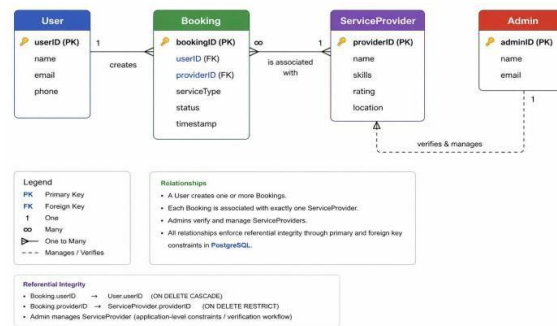 User
userID (PK)
name
email
phone
1
creates
Booking
bookingID (PK)
userID (FK)
providerID (FK)
serviceType
status
timestamp
∞
1
is associated
with
ServiceProvider
providerID (PK)
name
skills
rating
location
Admin
adminID (PK)
name
email
1
verifies & manages
Legend
PK Primary Key
FK Foreign Key
1 One
∞ Many
One to Many
Manages / Verifies
Relationships
• A User creates one or more Bookings.
• Each Booking is associated with exactly one ServiceProvider.
• Admins verify and manage ServiceProviders.
• All relationships enforce referential integrity through primary and foreign key
constraints in PostgreSQL.
Referential Integrity
• Booking.userID → User.userID (ON DELETE CASCADE)
• Booking.providerID → ServiceProvider.providerID (ON DELETE RESTRICT)
• Admin manages ServiceProvider (application-level constraints / verification workflow)